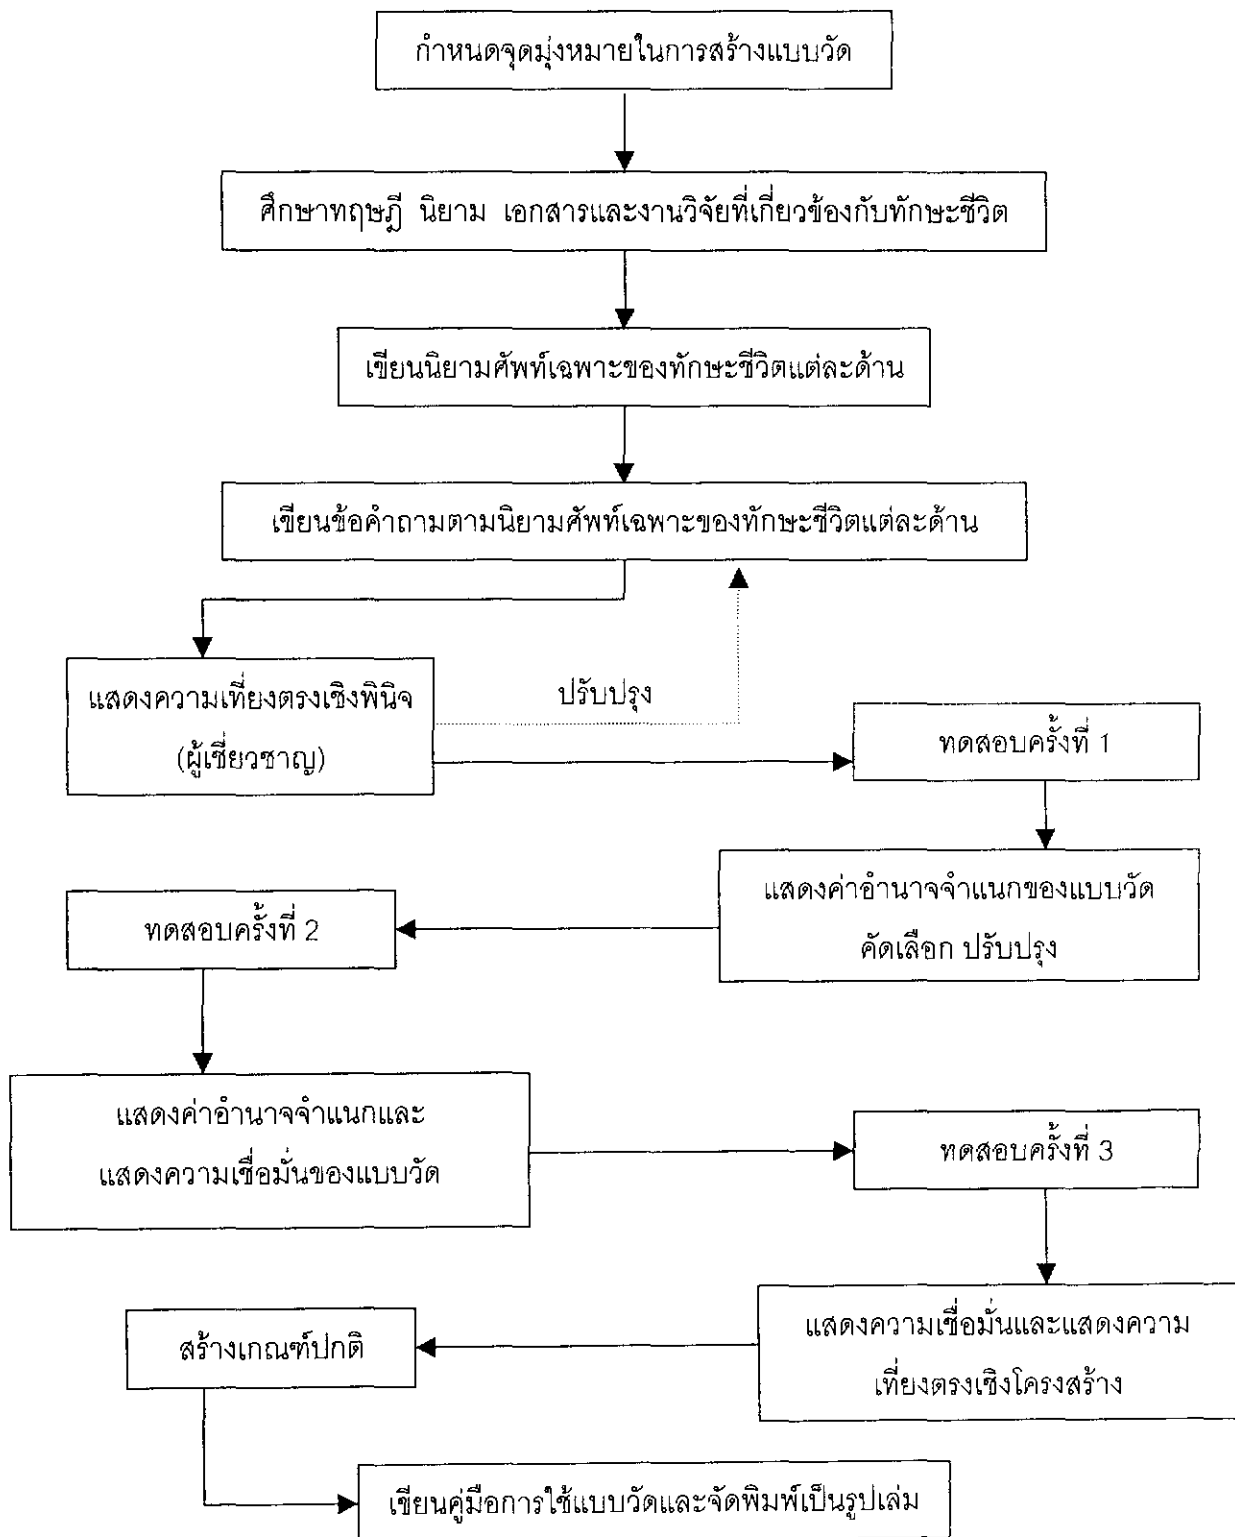 กำหนดจุดมุ่งหมายในการสร้างแบบวัด
ศึกษาทฤษฎี นิยาม เอกสารและงานวิจัยที่เกี่ยวข้องกับทักษะชีวิต
เขียนนิยามศัพท์เฉพาะของทักษะชีวิตแต่ละด้าน
เขียนข้อคำถามตามนิยามศัพท์เฉพาะของทักษะชีวิตแต่ละด้าน
แสดงความเที่ยงตรงเชิงพินิจ
(ผู้เชี่ยวชาญ)
ปรับปรุง
ทดสอบครั้งที่ 1
แสดงค่าอำนาจจำแนกของแบบวัด
คัดเลือก ปรับปรุง
ทดสอบครั้งที่ 2
แสดงค่าอำนาจจำแนกและ
แสดงความเชื่อมั่นของแบบวัด
ทดสอบครั้งที่ 3
แสดงความเชื่อมั่นและแสดงความ
เที่ยงตรงเชิงโครงสร้าง
สร้างเกณฑ์ปกติ
เขียนคู่มือการใช้แบบวัดและจัดพิมพ์เป็นรูปเล่ม